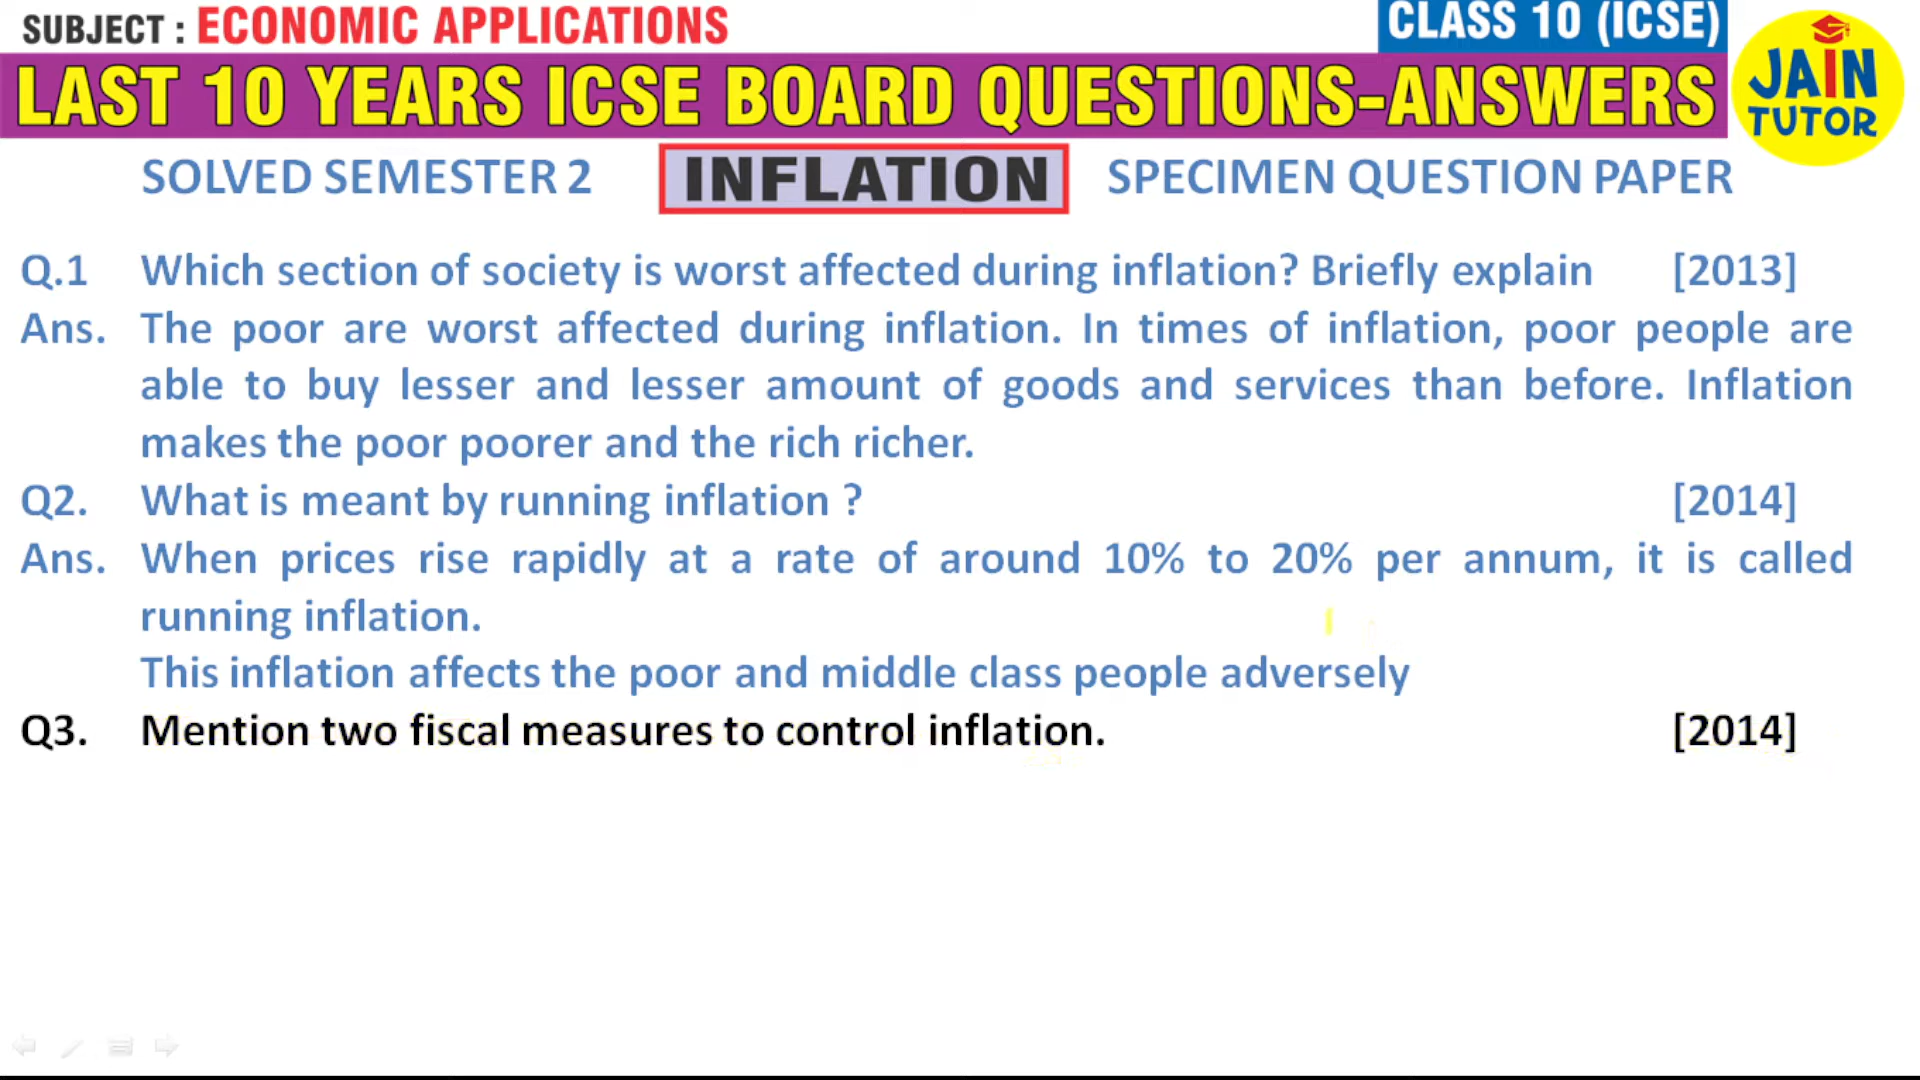 SUBJECT : ECONOMIC APPLICATIONS
CLASS 10 (ICSE)
LAST 10 YEARS ICSE BOARD QUESTIONS-ANSWERS
JAIN
TUTOR
SOLVED SEMESTER 2 INFLATION SPECIMEN QUESTION PAPER
Q.1 Which section of society is worst affected during inflation? Briefly explain [2013]
Ans. The poor are worst affected during inflation. In times of inflation, poor people are
able to buy lesser and lesser amount of goods and services than before. Inflation
makes the poor poorer and the rich richer.
Q2. What is meant by running inflation ? [2014]
Ans. When prices rise rapidly at a rate of around 10% to 20% per annum, it is called
running inflation.
This inflation affects the poor and middle class people adversely
Q3. Mention two fiscal measures to control inflation. [2014]